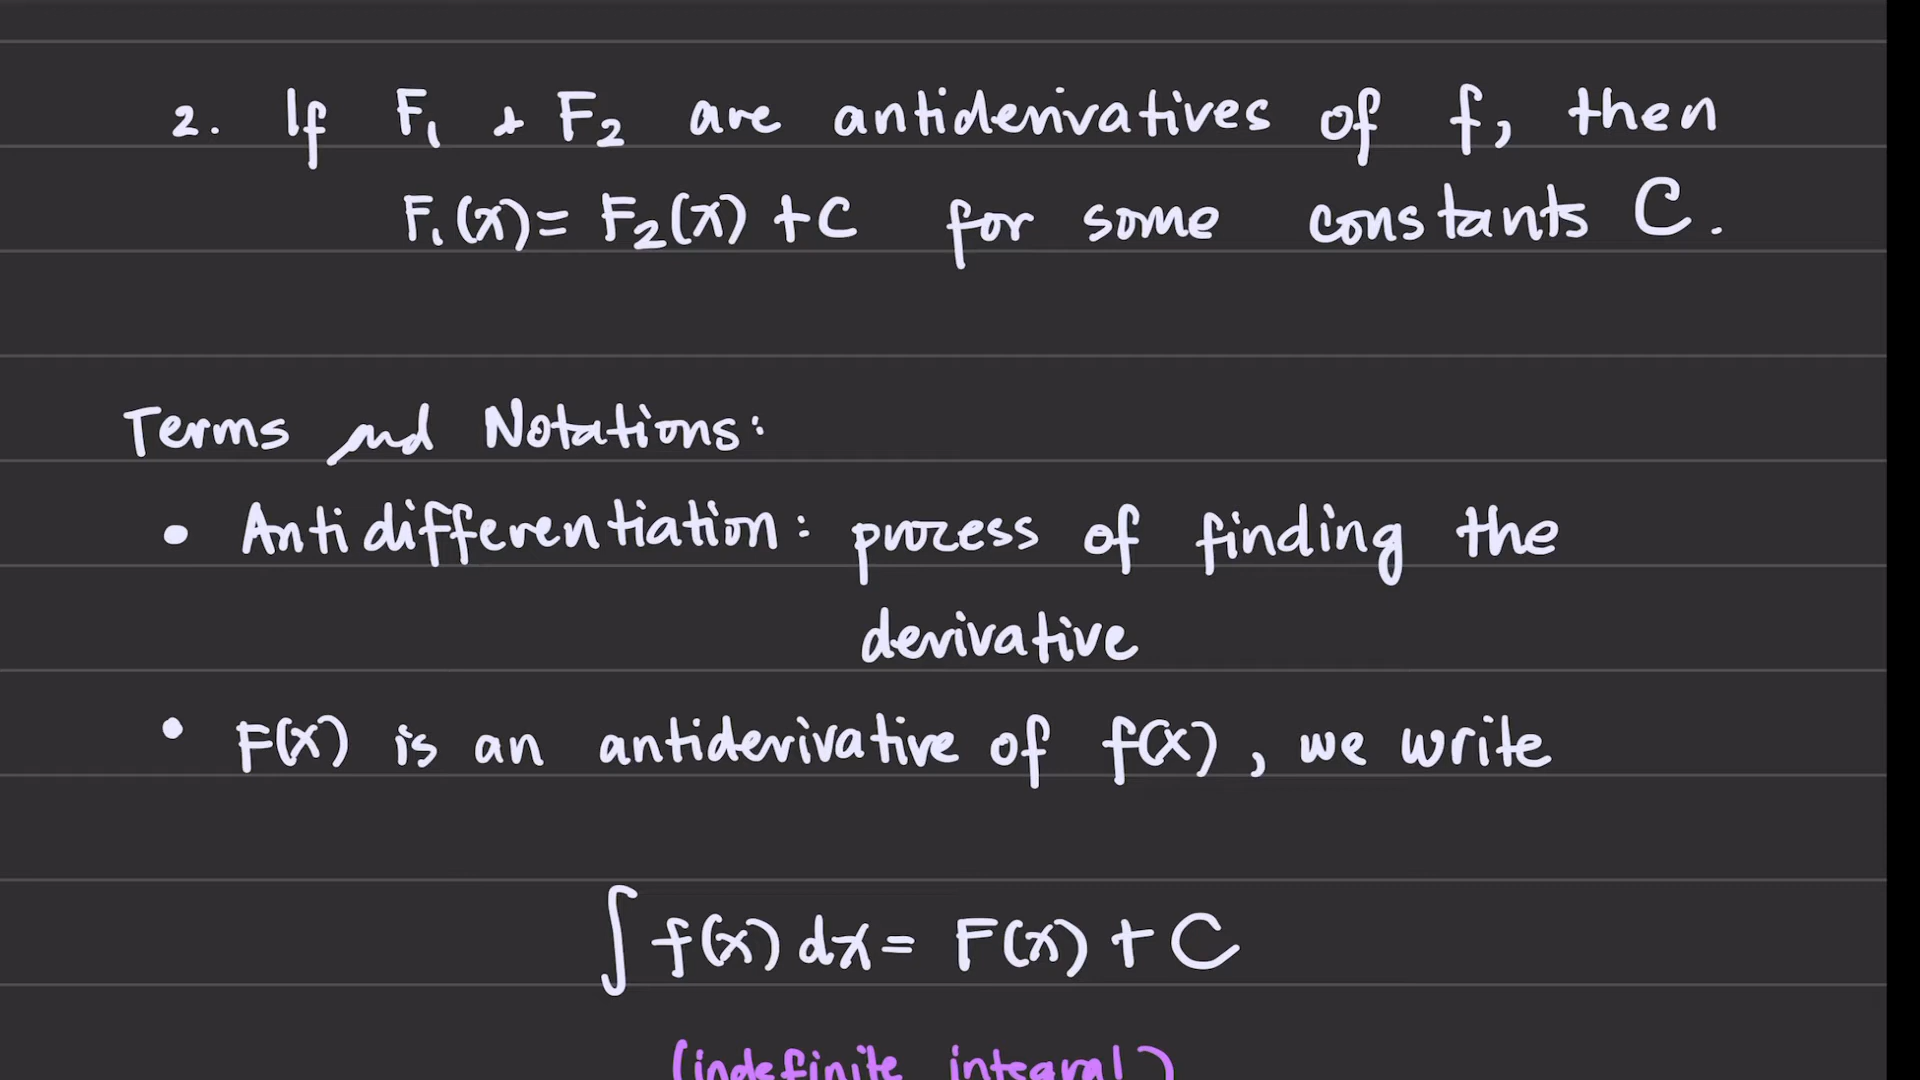 2. If F₁ & F₂ are antiderivatives of f, then
F₁(x) = F₂(x) + C for some constants C.
Terms and Notations:
• Antidifferentiation: process of finding the
derivative
• F(x) is an antiderivative of f(x), we write
∫ f(x) dx = F(x) + C
(indefinite integral)